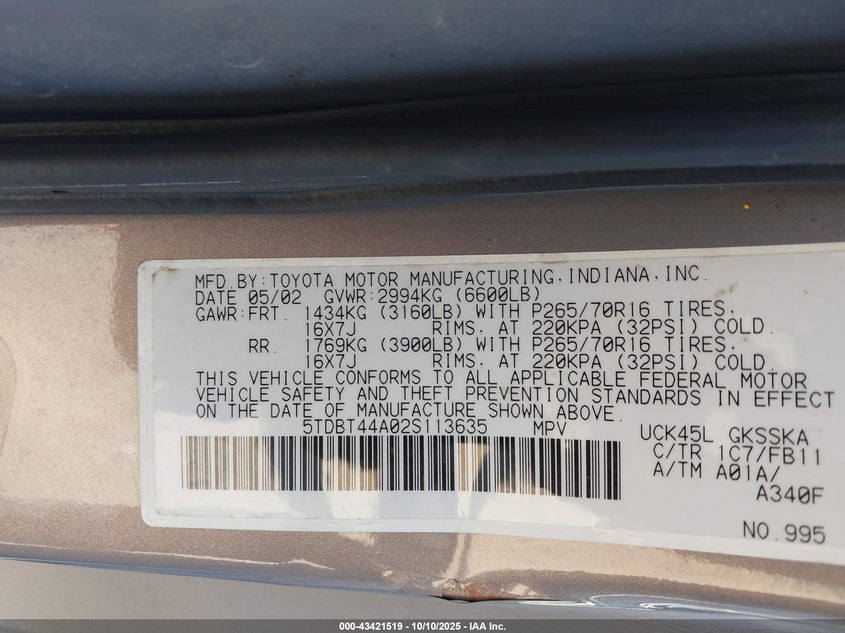 MFD.BY:TOYOTA MOTOR MANUFACTURING,INDIANA,INC.
DATE 05/02 GVWR:2994KG (6600LB)
GAWR:FRT. 1434KG (3160LB) WITH P265/70R16 TIRES,
16X7J RIMS, AT 220KPA (32PSI) COLD.
RR. 1769KG (3900LB) WITH P265/70R16 TIRES,
16X7J RIMS, AT 220KPA (32PSI) COLD.
THIS VEHICLE CONFORMS TO ALL APPLICABLE FEDERAL MOTOR
VEHICLE SAFETY AND THEFT PREVENTION STANDARDS IN EFFECT
ON THE DATE OF MANUFACTURE SHOWN ABOVE.
5TDBT44A02S113635 MPV UCK45L GKSSKA
C/TR 1C7/FB11
A/TM A01A/
A340F
NO.995
000-43421519 - 10/10/2025 - IAA Inc.